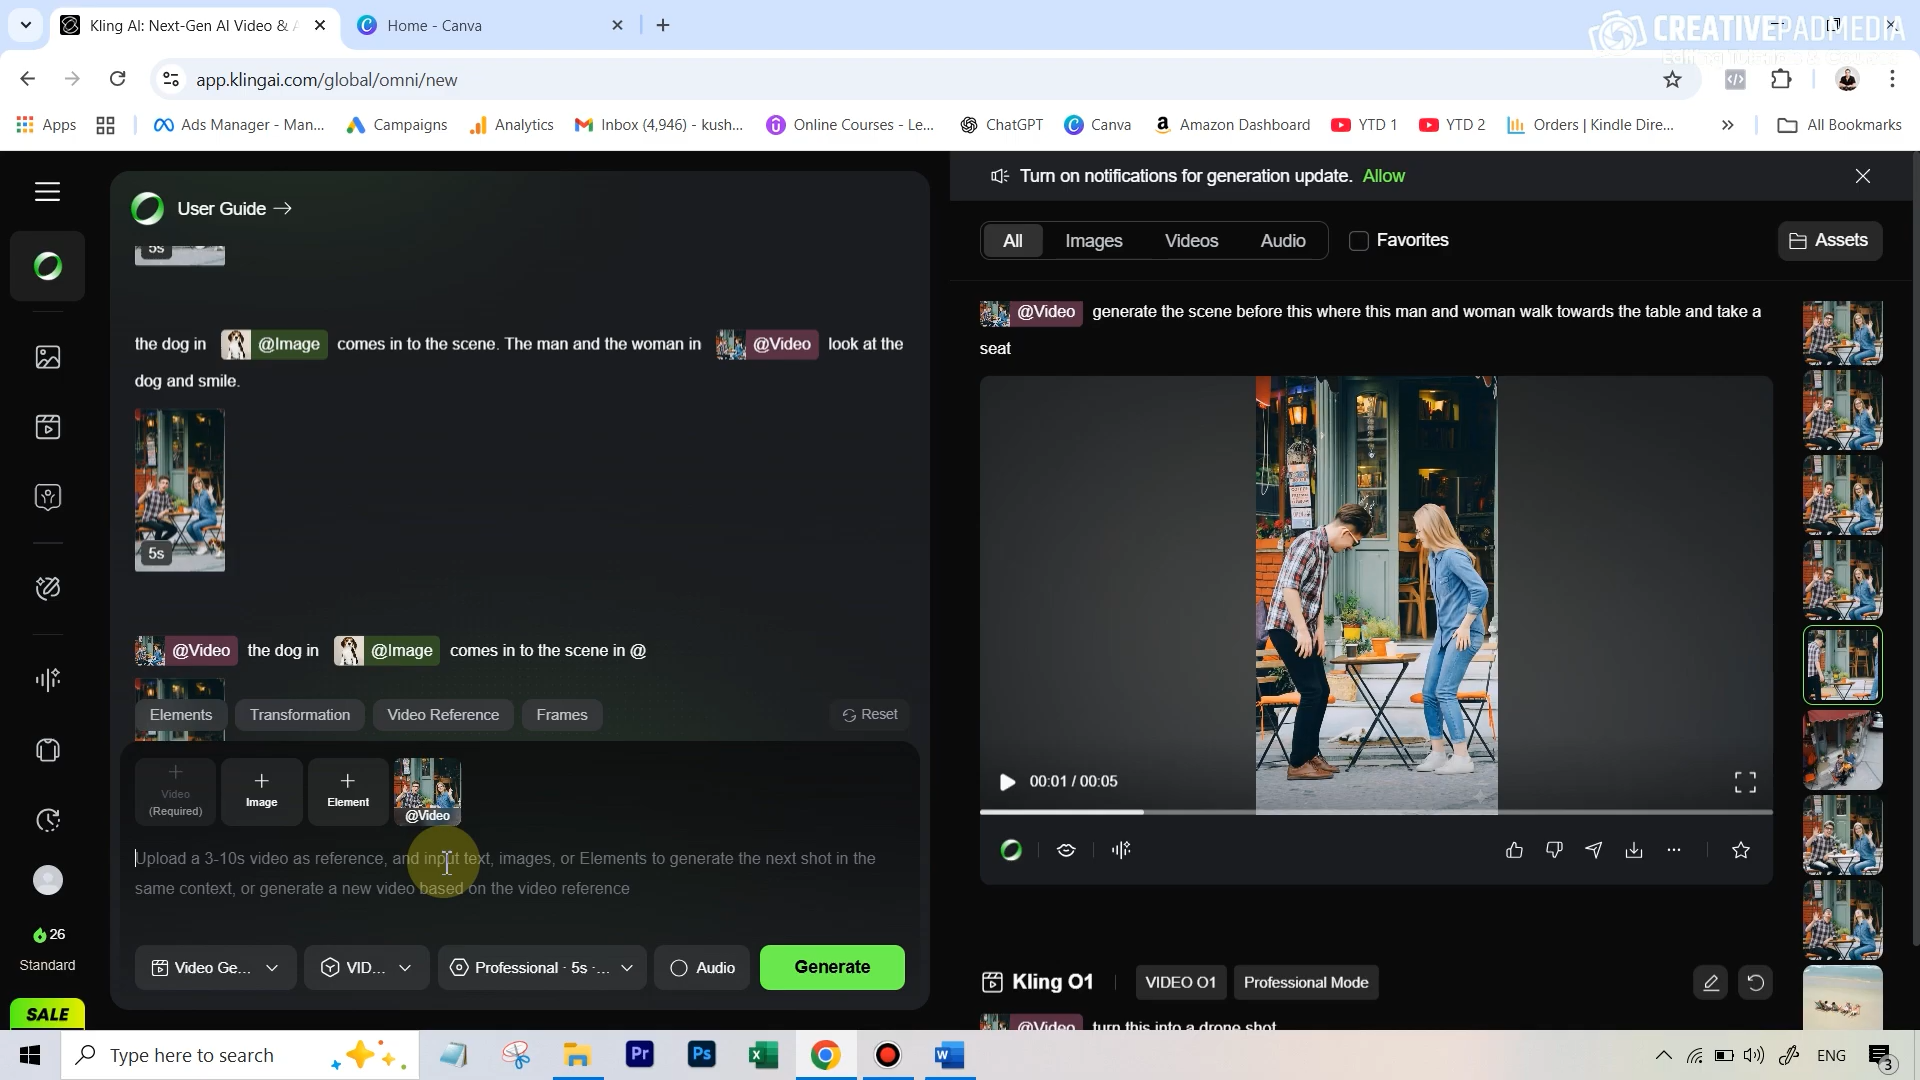 Kling AI: Next-Gen AI Video & A
Home - Canva
CREATIVEPADMEDIA
app.klingai.com/global/omni/new
Apps
Ads Manager - Man...
Campaigns
Analytics
Inbox (4,946) - kush...
Online Courses - Le...
ChatGPT
Canva
Amazon Dashboard
YTD 1
YTD 2
Orders | Kindle Dire...
All Bookmarks
User Guide
Turn on notifications for generation update. Allow
All
Images
Videos
Audio
Favorites
Assets
5s
the dog in @Image comes in to the scene. The man and the woman in @Video look at the
dog and smile.
5s
@Video the dog in @Image comes in to the scene in @
Elements
Transformation
Video Reference
Frames
Reset
Video
(Required)
Image
Element
@Video
Upload a 3-10s video as reference, and input text, images, or Elements to generate the next shot in the
same context, or generate a new video based on the video reference
Video Ge...
VID...
Professional · 5s ·...
Audio
Generate
26
Standard
SALE
@Video generate the scene before this where this man and woman walk towards the table and take a
seat
00:01 / 00:05
Kling O1
VIDEO O1
Professional Mode
@Video turn this into a drone shot
Type here to search
Pr
Ps
ENG
3